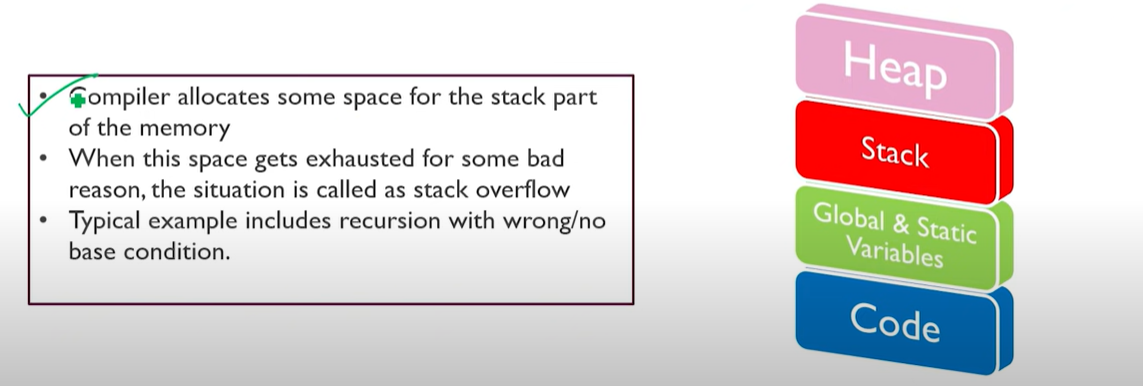 • Compiler allocates some space for the stack part
of the memory
• When this space gets exhausted for some bad
reason, the situation is called as stack overflow
• Typical example includes recursion with wrong/no
base condition.
Heap
Stack
Global & Static
Variables
Code